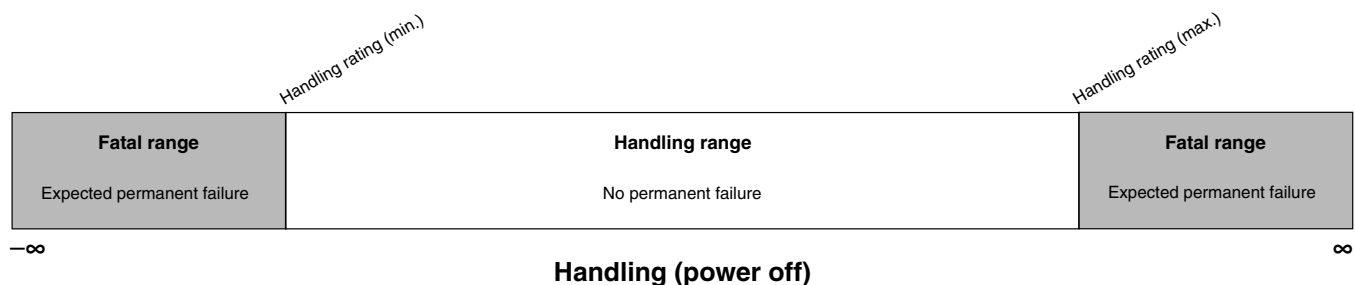 Handling rating (min.)
Handling rating (max.)
Fatal range
Handling range
Fatal range
Expected permanent failure
No permanent failure
Expected permanent failure
–∞
∞
Handling (power off)